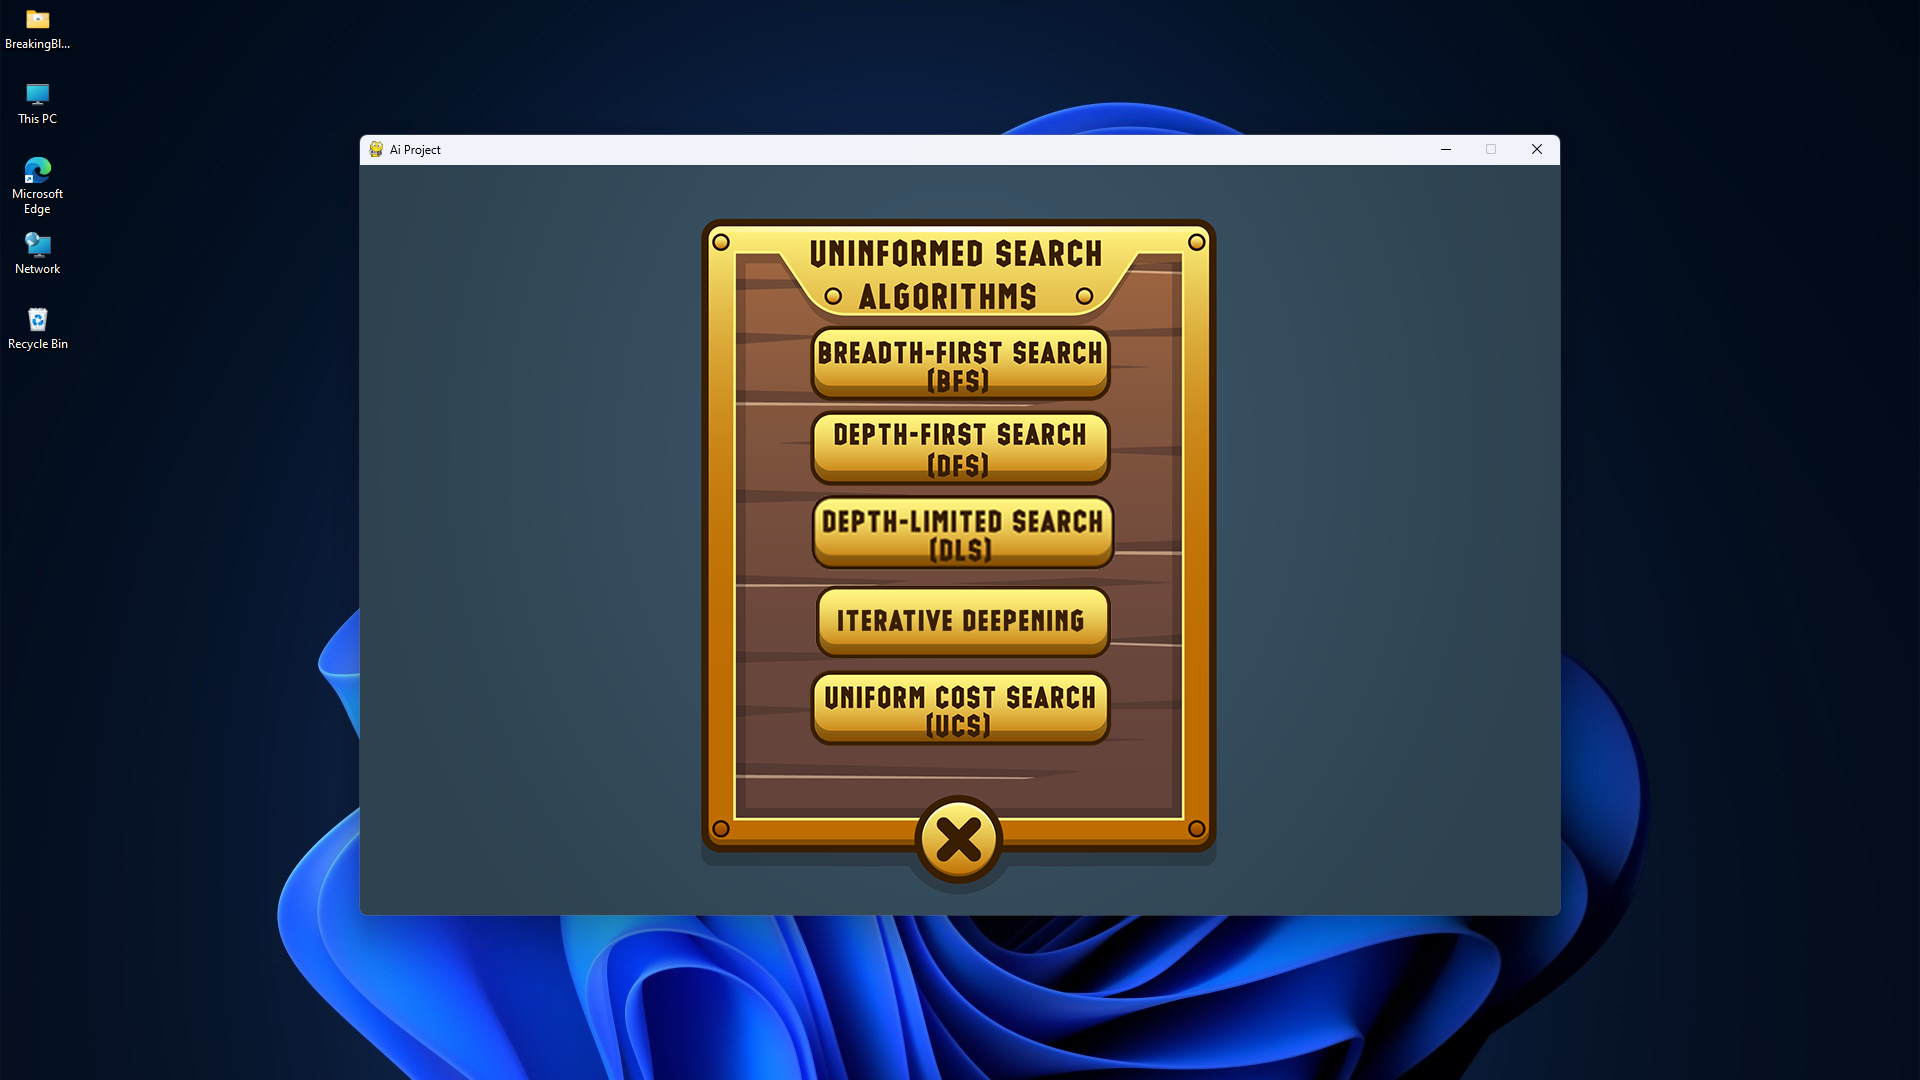 BreakingBl...
This PC
Microsoft
Edge
Network
Recycle Bin
Ai Project
UNINFORMED SEARCH
ALGORITHMS
BREADTH-FIRST SEARCH
(BFS)
DEPTH-FIRST SEARCH
(DFS)
DEPTH-LIMITED SEARCH
(DLS)
ITERATIVE DEEPENING
UNIFORM COST SEARCH
(UCS)